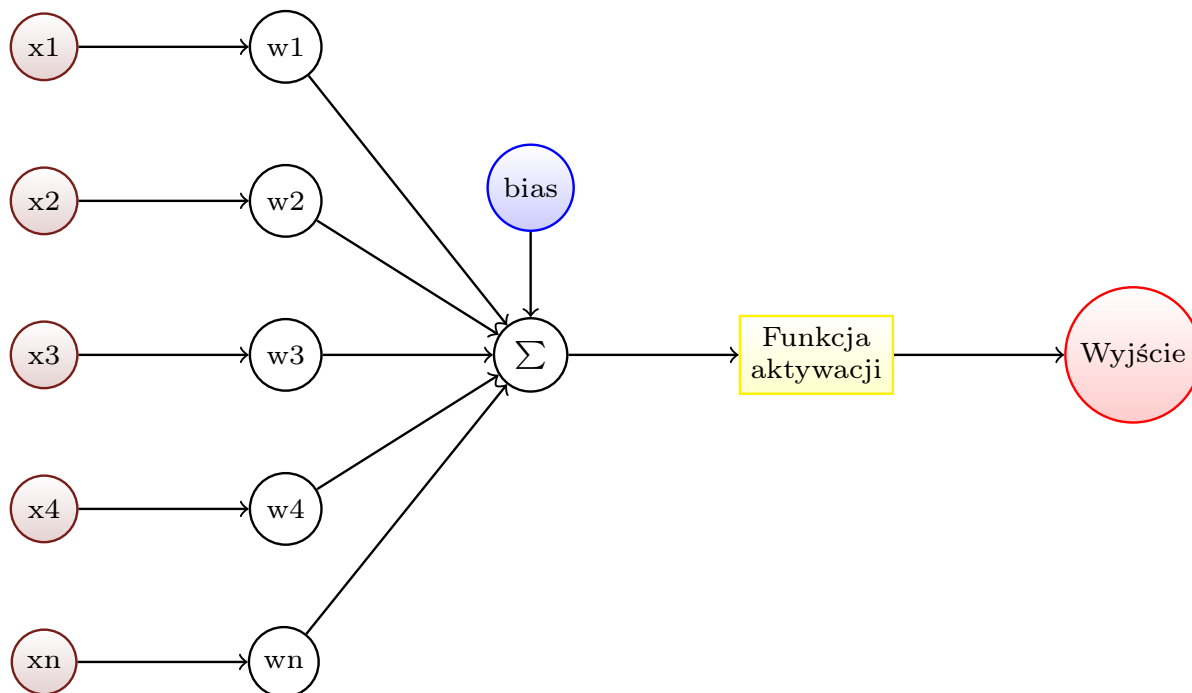 x1
w1
x2
w2
bias
x3
w3
∑
Funkcja
aktywacji
Wyjście
x4
w4
xn
wn